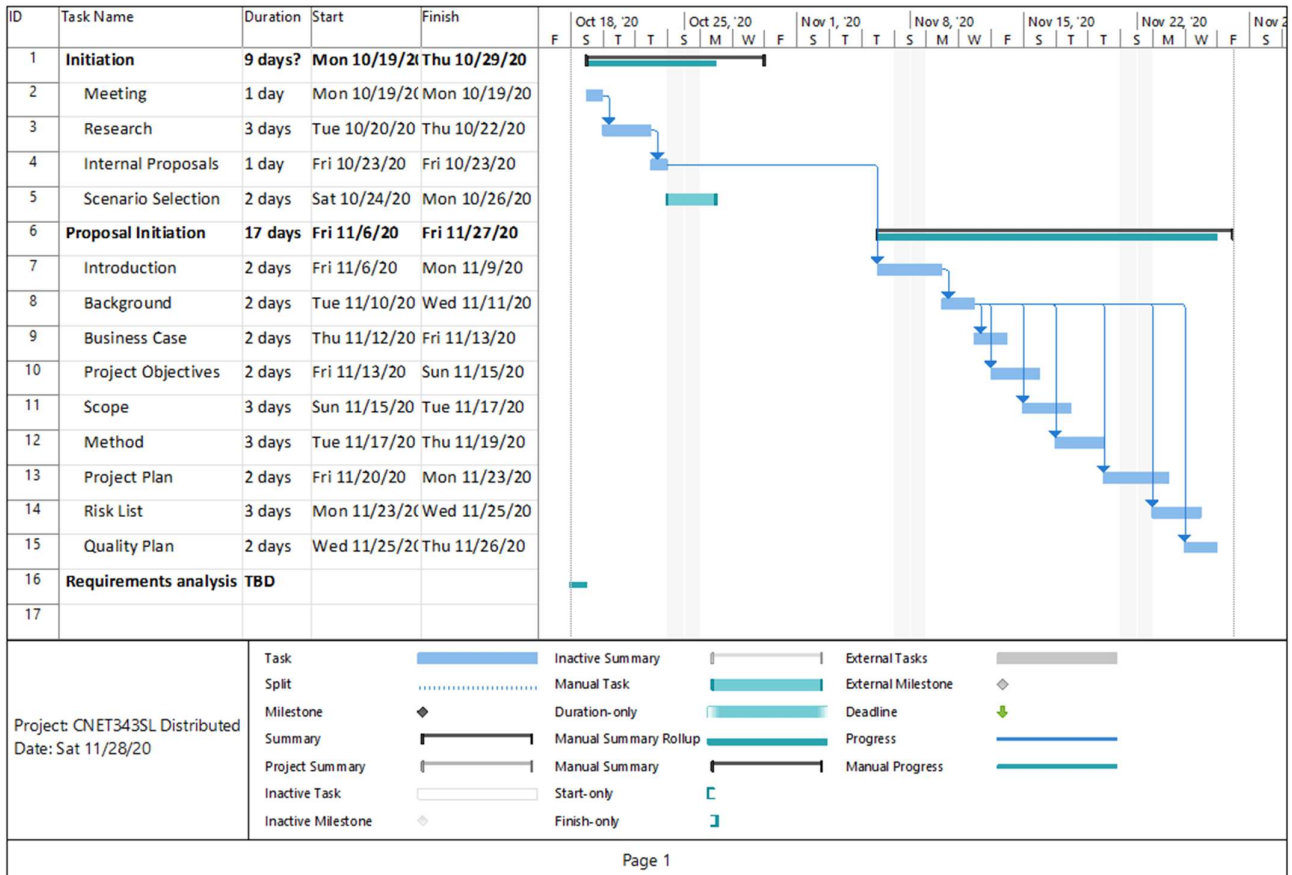 ID Task Name Duration Start Finish
Oct 18, '20 Oct 25, '20 Nov 1, '20 Nov 8, '20 Nov 15, '20 Nov 22, '20 Nov 2
F S T T S M W F S T T S M W F S T T S M W F S
1 Initiation 9 days? Mon 10/19/20 Thu 10/29/20
2 Meeting 1 day Mon 10/19/20 Mon 10/19/20
3 Research 3 days Tue 10/20/20 Thu 10/22/20
4 Internal Proposals 1 day Fri 10/23/20 Fri 10/23/20
5 Scenario Selection 2 days Sat 10/24/20 Mon 10/26/20
6 Proposal Initiation 17 days Fri 11/6/20 Fri 11/27/20
7 Introduction 2 days Fri 11/6/20 Mon 11/9/20
8 Background 2 days Tue 11/10/20 Wed 11/11/20
9 Business Case 2 days Thu 11/12/20 Fri 11/13/20
10 Project Objectives 2 days Fri 11/13/20 Sun 11/15/20
11 Scope 3 days Sun 11/15/20 Tue 11/17/20
12 Method 3 days Tue 11/17/20 Thu 11/19/20
13 Project Plan 2 days Fri 11/20/20 Mon 11/23/20
14 Risk List 3 days Mon 11/23/20 Wed 11/25/20
15 Quality Plan 2 days Wed 11/25/20 Thu 11/26/20
16 Requirements analysis TBD
17
Project: CNET343SL Distributed
Date: Sat 11/28/20
Task
Split
Milestone
Summary
Project Summary
Inactive Task
Inactive Milestone
Inactive Summary
Manual Task
Duration-only
Manual Summary Rollup
Manual Summary
Start-only
Finish-only
External Tasks
External Milestone
Deadline
Progress
Manual Progress
Page 1